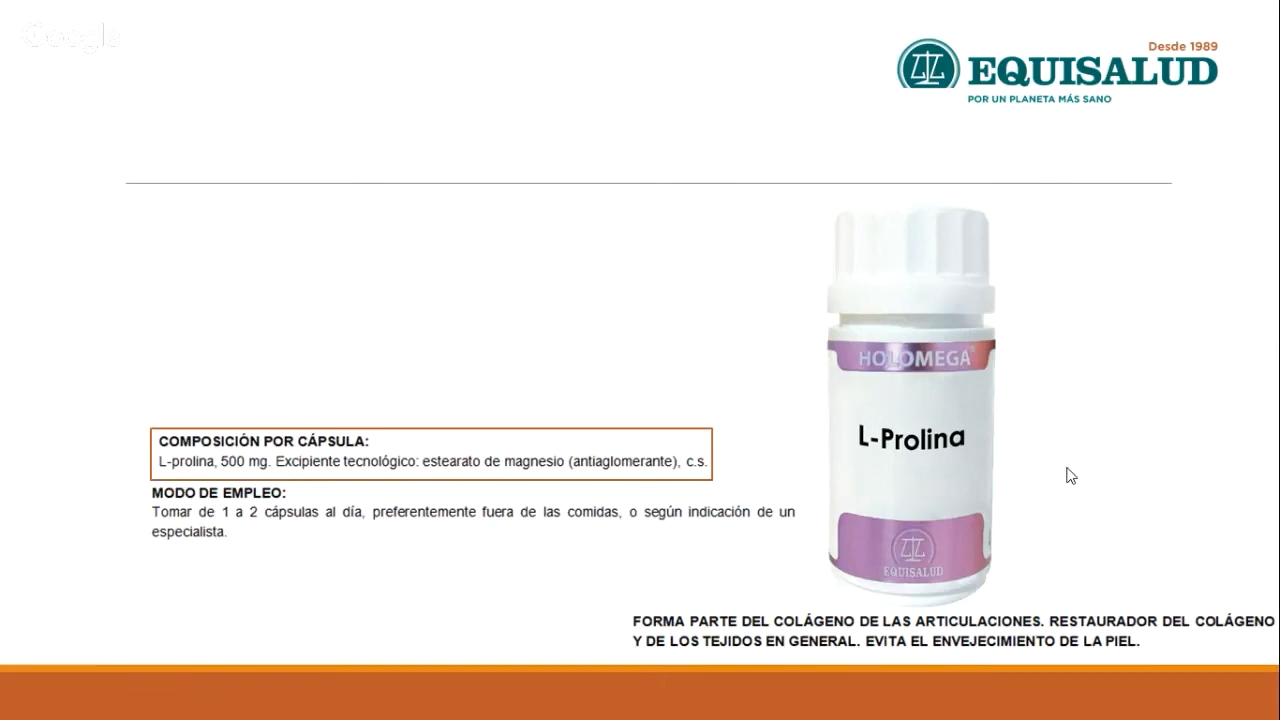 Google
Desde 1989
EQUISALUD
POR UN PLANETA MÁS SANO
HOLOMEGA®
L-Prolina
EQUISALUD
COMPOSICIÓN POR CÁPSULA:
L-prolina, 500 mg. Excipiente tecnológico: estearato de magnesio (antiaglomerante), c.s.
MODO DE EMPLEO:
Tomar de 1 a 2 cápsulas al día, preferentemente fuera de las comidas, o según indicación de un
especialista.
FORMA PARTE DEL COLÁGENO DE LAS ARTICULACIONES. RESTAURADOR DEL COLÁGENO
Y DE LOS TEJIDOS EN GENERAL. EVITA EL ENVEJECIMIENTO DE LA PIEL.